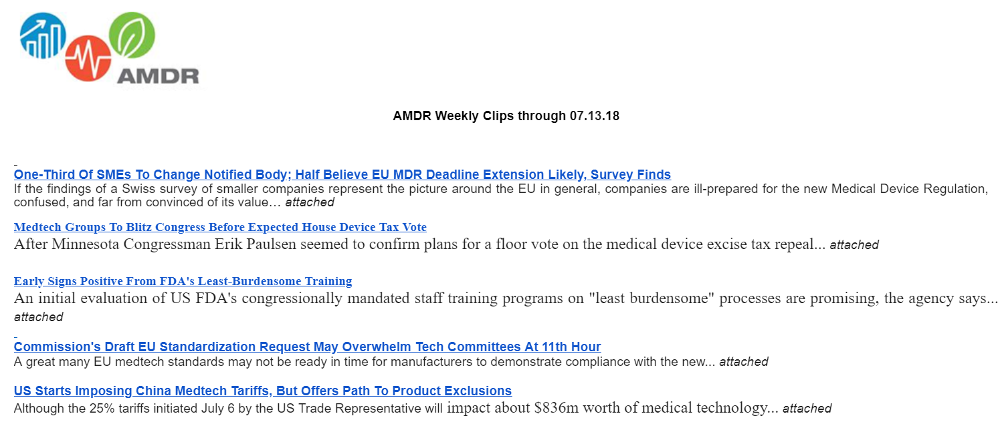 AMDR
AMDR Weekly Clips through 07.13.18
One-Third Of SMEs To Change Notified Body; Half Believe EU MDR Deadline Extension Likely, Survey Finds
If the findings of a Swiss survey of smaller companies represent the picture around the EU in general, companies are ill-prepared for the new Medical Device Regulation,
confused, and far from convinced of its value… attached
Medtech Groups To Blitz Congress Before Expected House Device Tax Vote
After Minnesota Congressman Erik Paulsen seemed to confirm plans for a floor vote on the medical device excise tax repeal... attached
Early Signs Positive From FDA's Least-Burdensome Training
An initial evaluation of US FDA's congressionally mandated staff training programs on "least burdensome" processes are promising, the agency says...
attached
Commission's Draft EU Standardization Request May Overwhelm Tech Committees At 11th Hour
A great many EU medtech standards may not be ready in time for manufacturers to demonstrate compliance with the new... attached
US Starts Imposing China Medtech Tariffs, But Offers Path To Product Exclusions
Although the 25% tariffs initiated July 6 by the US Trade Representative will impact about $836m worth of medical technology... attached